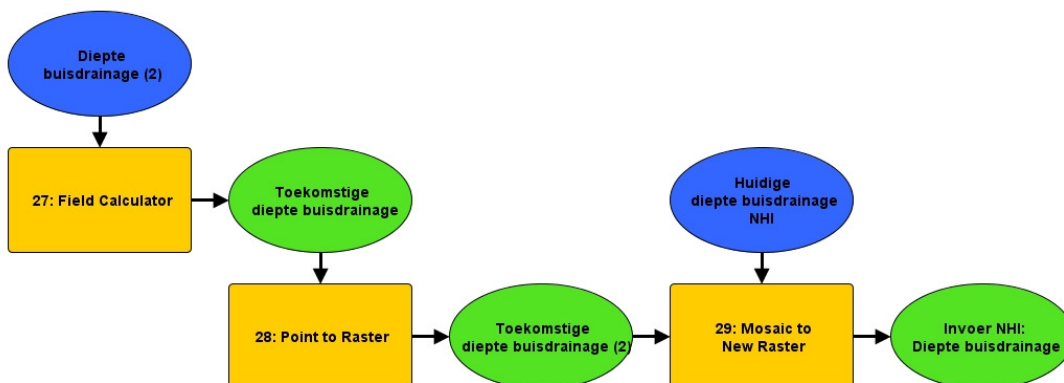 Diepte
buisdrainage (2)
27: Field Calculator
Toekomstige
diepte buisdrainage
Huidige
diepte buisdrainage
NHI
28: Point to Raster
Toekomstige
diepte buisdrainage (2)
29: Mosaic to
New Raster
Invoer NHI:
Diepte buisdrainage